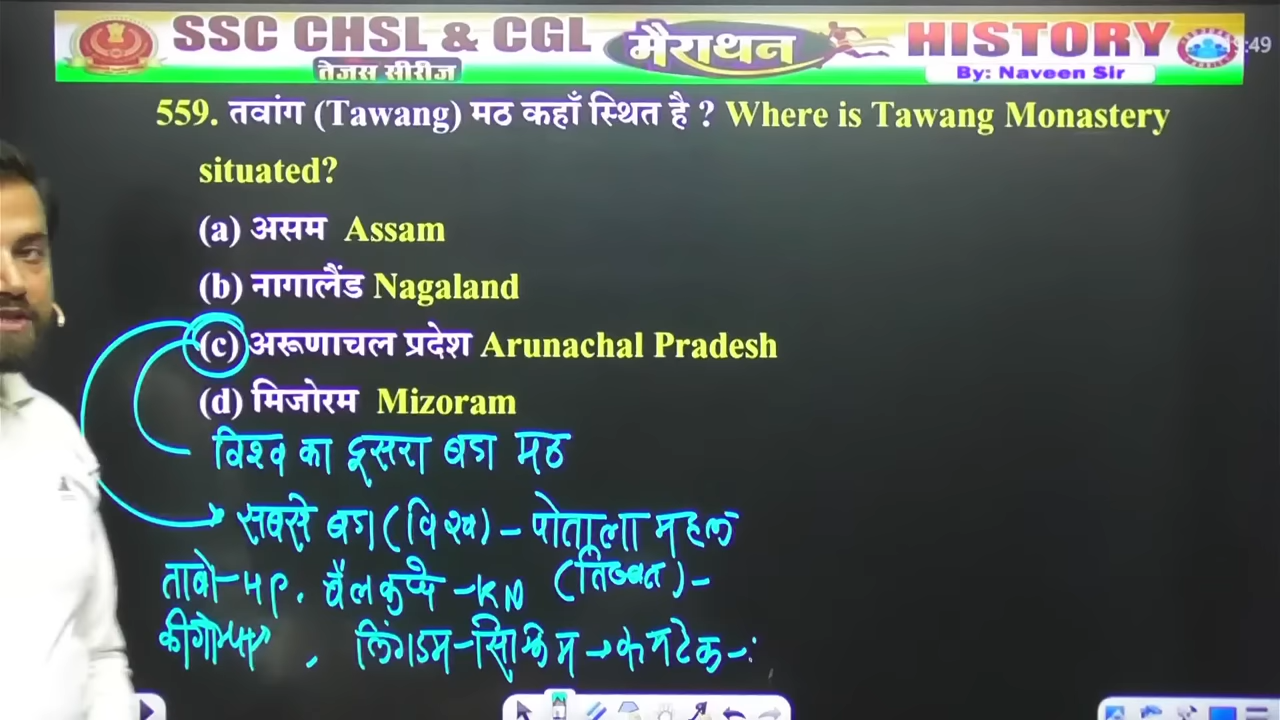 SSC CHSL & CGL मैराथन HISTORY
तेजस सीरीज By: Naveen Sir
:49
559. तवांग (Tawang) मठ कहाँ स्थित है ? Where is Tawang Monastery
situated?
(a) असम Assam
(b) नागालैंड Nagaland
(c) अरूणाचल प्रदेश Arunachal Pradesh
(d) मिजोरम Mizoram
विश्व का दूसरा बडा मठ
सबसे बडा (विश्व) - पोताला महल
ताबो - HP. बैलकुप्पे - KN (तिब्बत) -
लिंगडम - सिक्किम → रूमटेक -